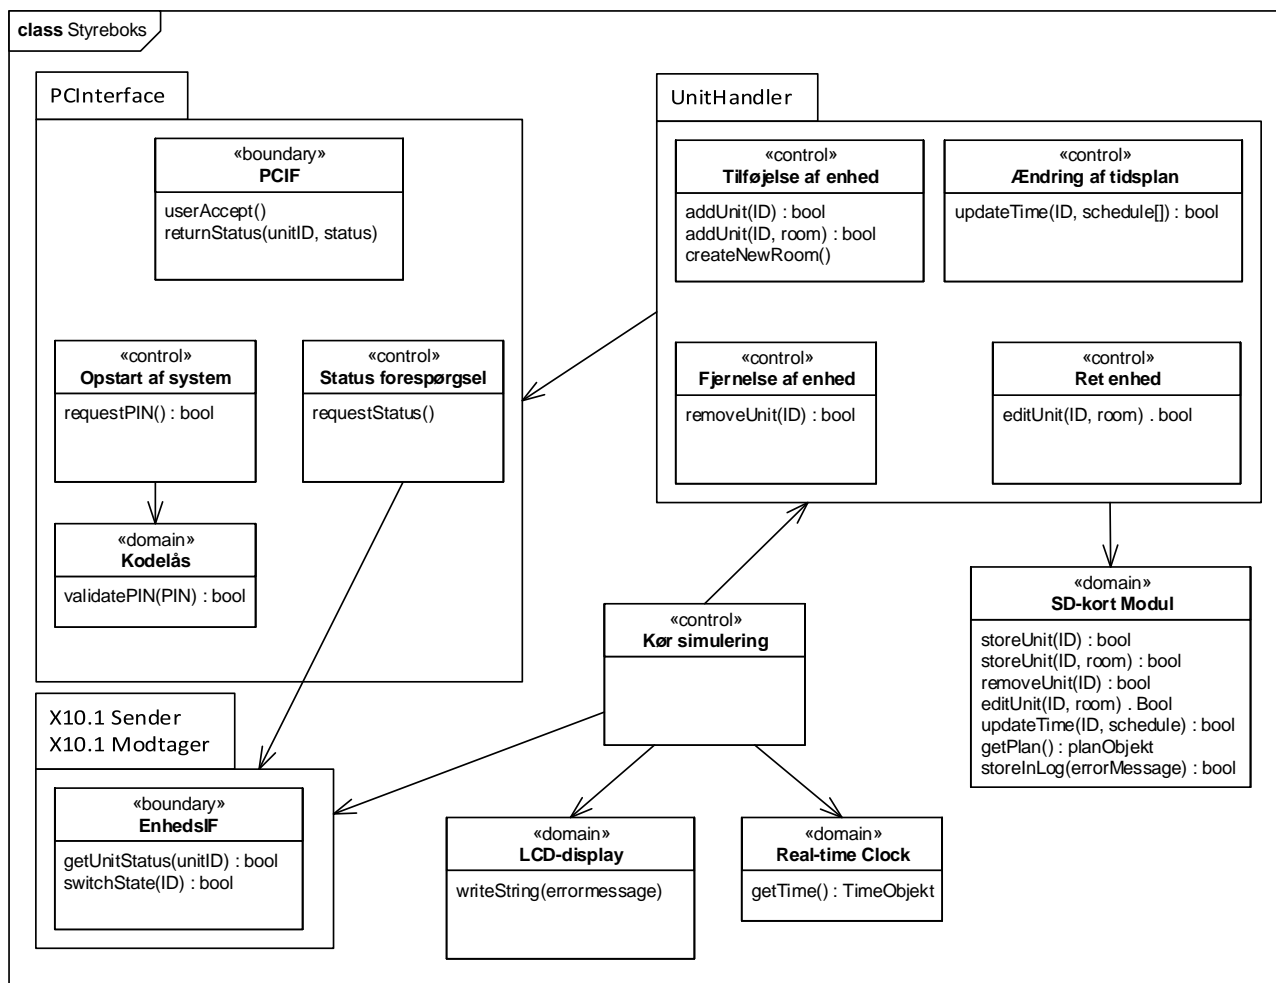 class Styreboks
PCInterface
«boundary»
PCIF
userAccept()
returnStatus(unitID, status)
«control»
Opstart af system
requestPIN() : bool
«control»
Status forespørgsel
requestStatus()
«domain»
Kodelås
validatePIN(PIN) : bool
UnitHandler
«control»
Tilføjelse af enhed
addUnit(ID) : bool
addUnit(ID, room) : bool
createNewRoom()
«control»
Ændring af tidsplan
updateTime(ID, schedule[]) : bool
«control»
Fjernelse af enhed
removeUnit(ID) : bool
«control»
Ret enhed
editUnit(ID, room) . bool
«control»
Kør simulering
«domain»
SD-kort Modul
storeUnit(ID) : bool
storeUnit(ID, room) : bool
removeUnit(ID) : bool
editUnit(ID, room) . Bool
updateTime(ID, schedule) : bool
getPlan() : planObjekt
storeInLog(errorMessage) : bool
X10.1 Sender
X10.1 Modtager
«boundary»
EnhedsIF
getUnitStatus(unitID) : bool
switchState(ID) : bool
«domain»
LCD-display
writeString(errormessage)
«domain»
Real-time Clock
getTime() : TimeObjekt